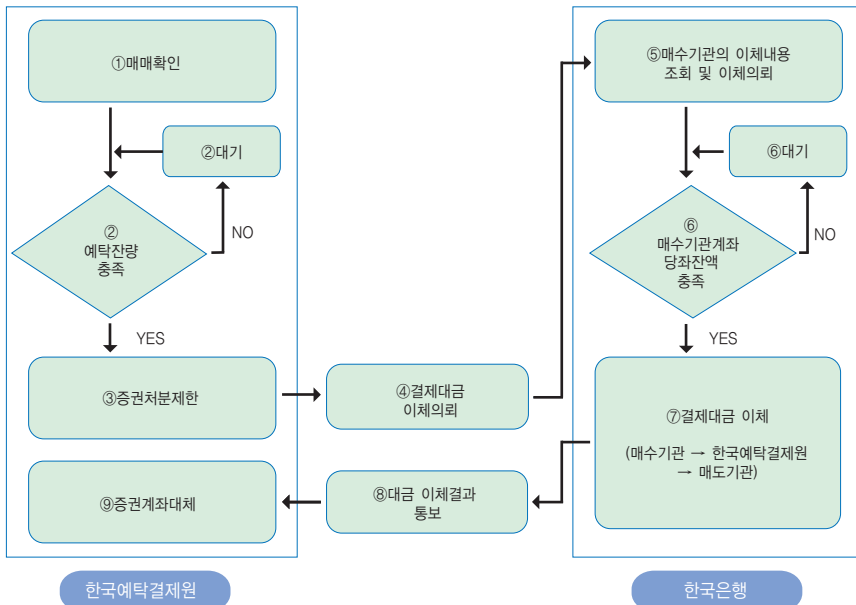 ①매매확인
②대기
②
예탁잔량
충족
NO
YES
③증권처분제한
④결제대금
이체의뢰
⑤매수기관의 이체내용
조회 및 이체의뢰
⑥대기
⑥
매수기관계좌
당좌잔액
충족
NO
YES
⑦결제대금 이체
(매수기관 → 한국예탁결제원
→ 매도기관)
⑧대금 이체결과
통보
⑨증권계좌대체
한국예탁결제원
한국은행